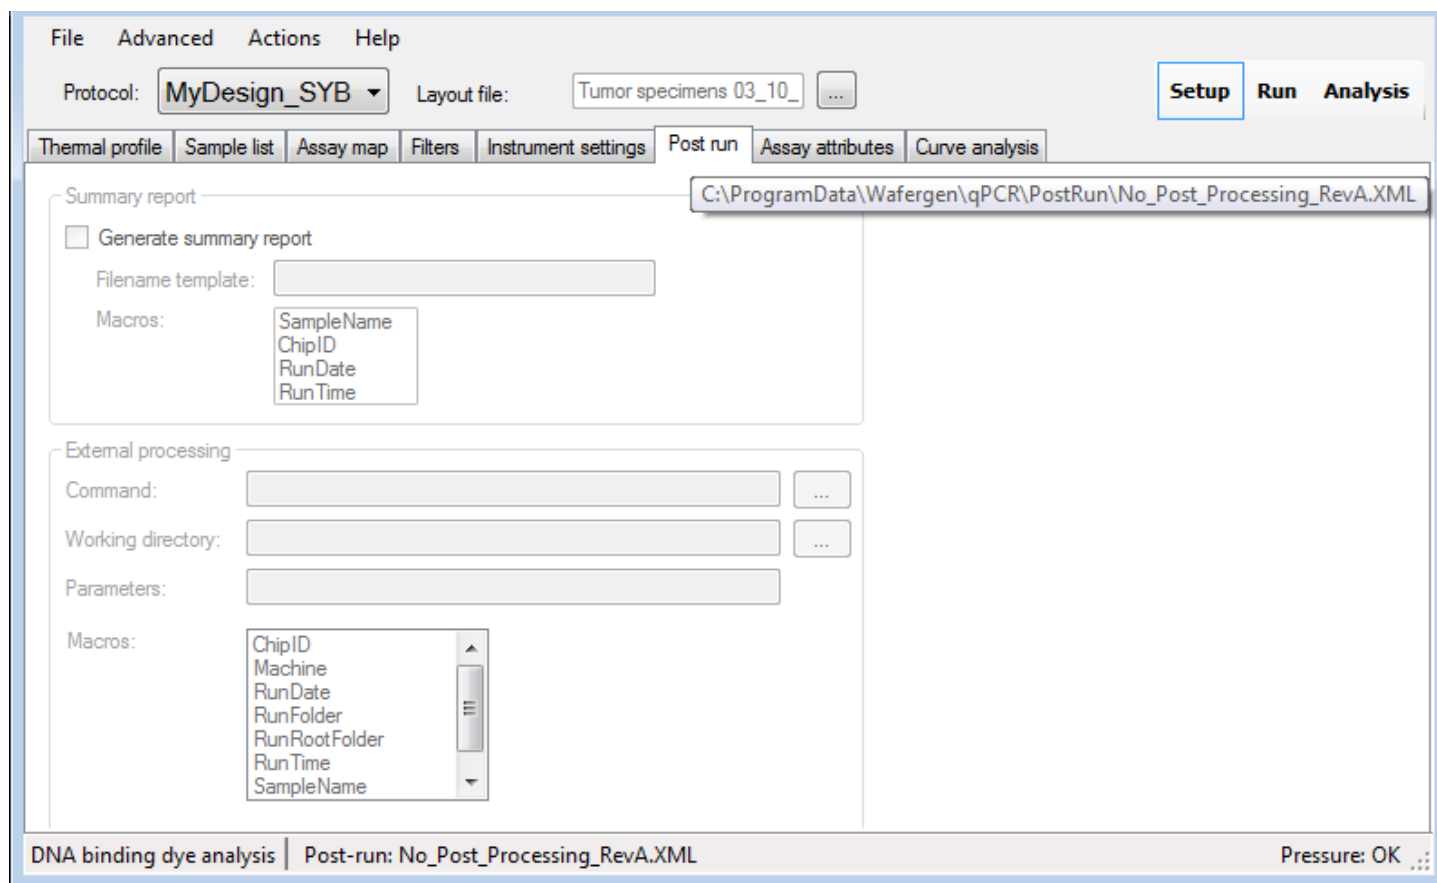 File Advanced Actions Help
Protocol: MyDesign_SYB Layout file: Tumor specimens 03_10_ ... Setup Run Analysis
Thermal profile Sample list Assay map Filters Instrument settings Post run Assay attributes Curve analysis
C:\ProgramData\Wafergen\qPCR\PostRun\No_Post_Processing_RevA.XML
Summary report
Generate summary report
Filename template:
Macros:
SampleName
ChipID
RunDate
RunTime
External processing
Command: ...
Working directory: ...
Parameters:
Macros:
ChipID
Machine
RunDate
RunFolder
RunRootFolder
RunTime
SampleName
DNA binding dye analysis Post-run: No_Post_Processing_RevA.XML Pressure: OK